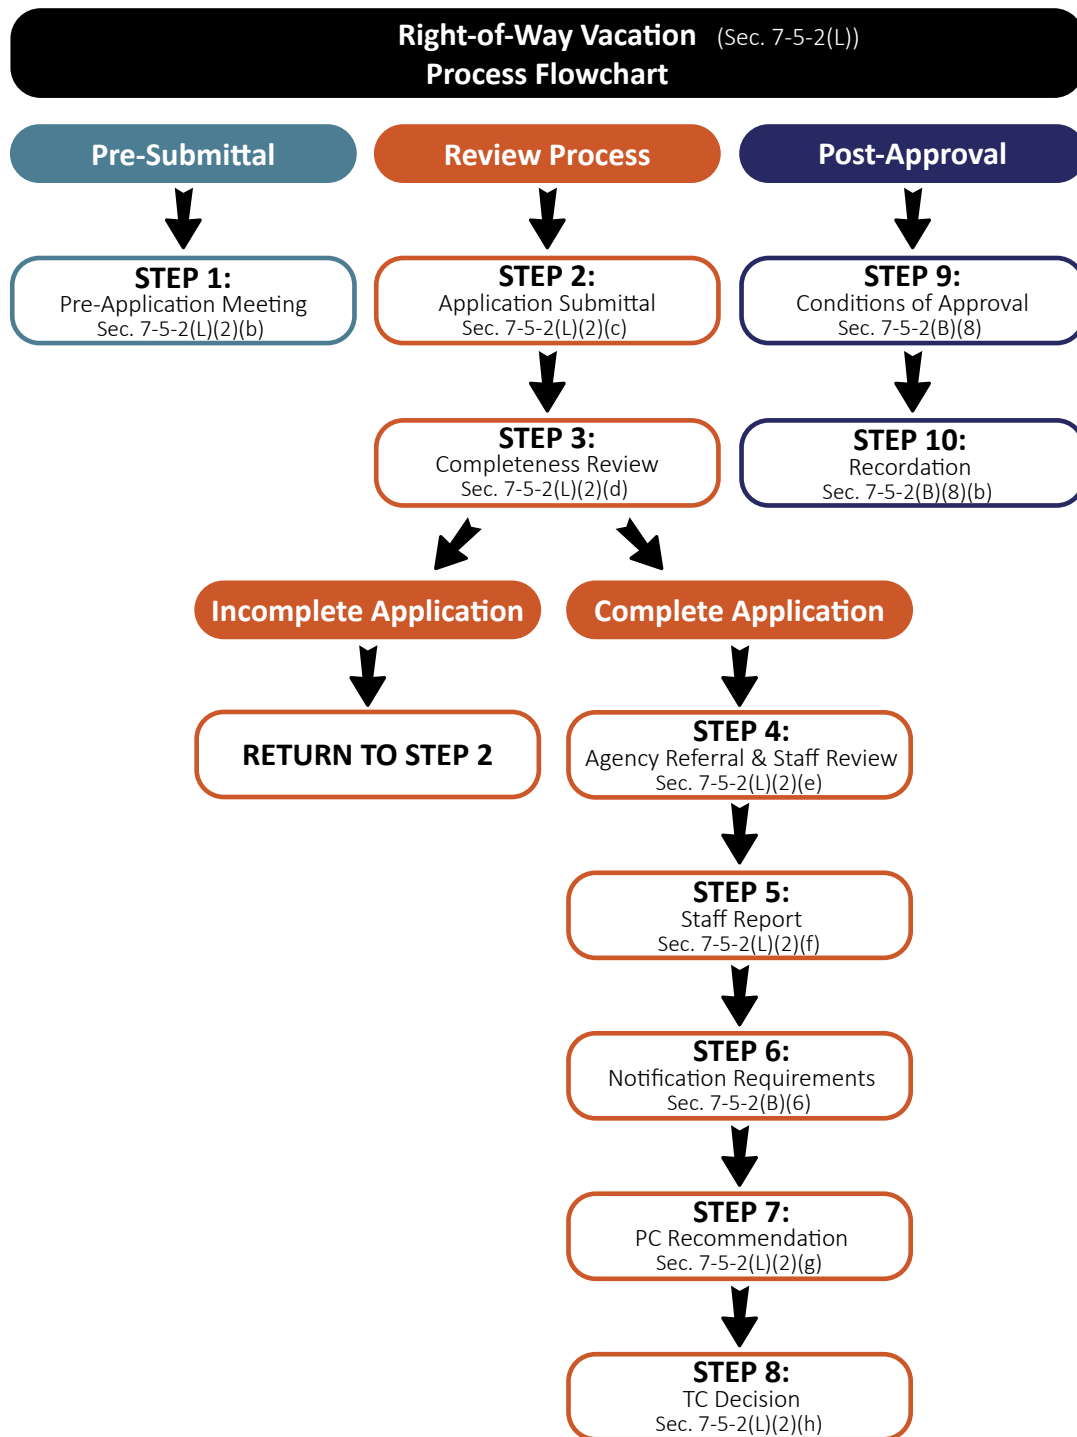 Right-of-Way Vacation (Sec. 7-5-2(L))
Process Flowchart
Pre-Submittal
Review Process
Post-Approval
STEP 1:
Pre-Application Meeting
Sec. 7-5-2(L)(2)(b)
STEP 2:
Application Submittal
Sec. 7-5-2(L)(2)(c)
STEP 9:
Conditions of Approval
Sec. 7-5-2(B)(8)
STEP 3:
Completeness Review
Sec. 7-5-2(L)(2)(d)
STEP 10:
Recordation
Sec. 7-5-2(B)(8)(b)
Incomplete Application
Complete Application
RETURN TO STEP 2
STEP 4:
Agency Referral & Staff Review
Sec. 7-5-2(L)(2)(e)
STEP 5:
Staff Report
Sec. 7-5-2(L)(2)(f)
STEP 6:
Notification Requirements
Sec. 7-5-2(B)(6)
STEP 7:
PC Recommendation
Sec. 7-5-2(L)(2)(g)
STEP 8:
TC Decision
Sec. 7-5-2(L)(2)(h)